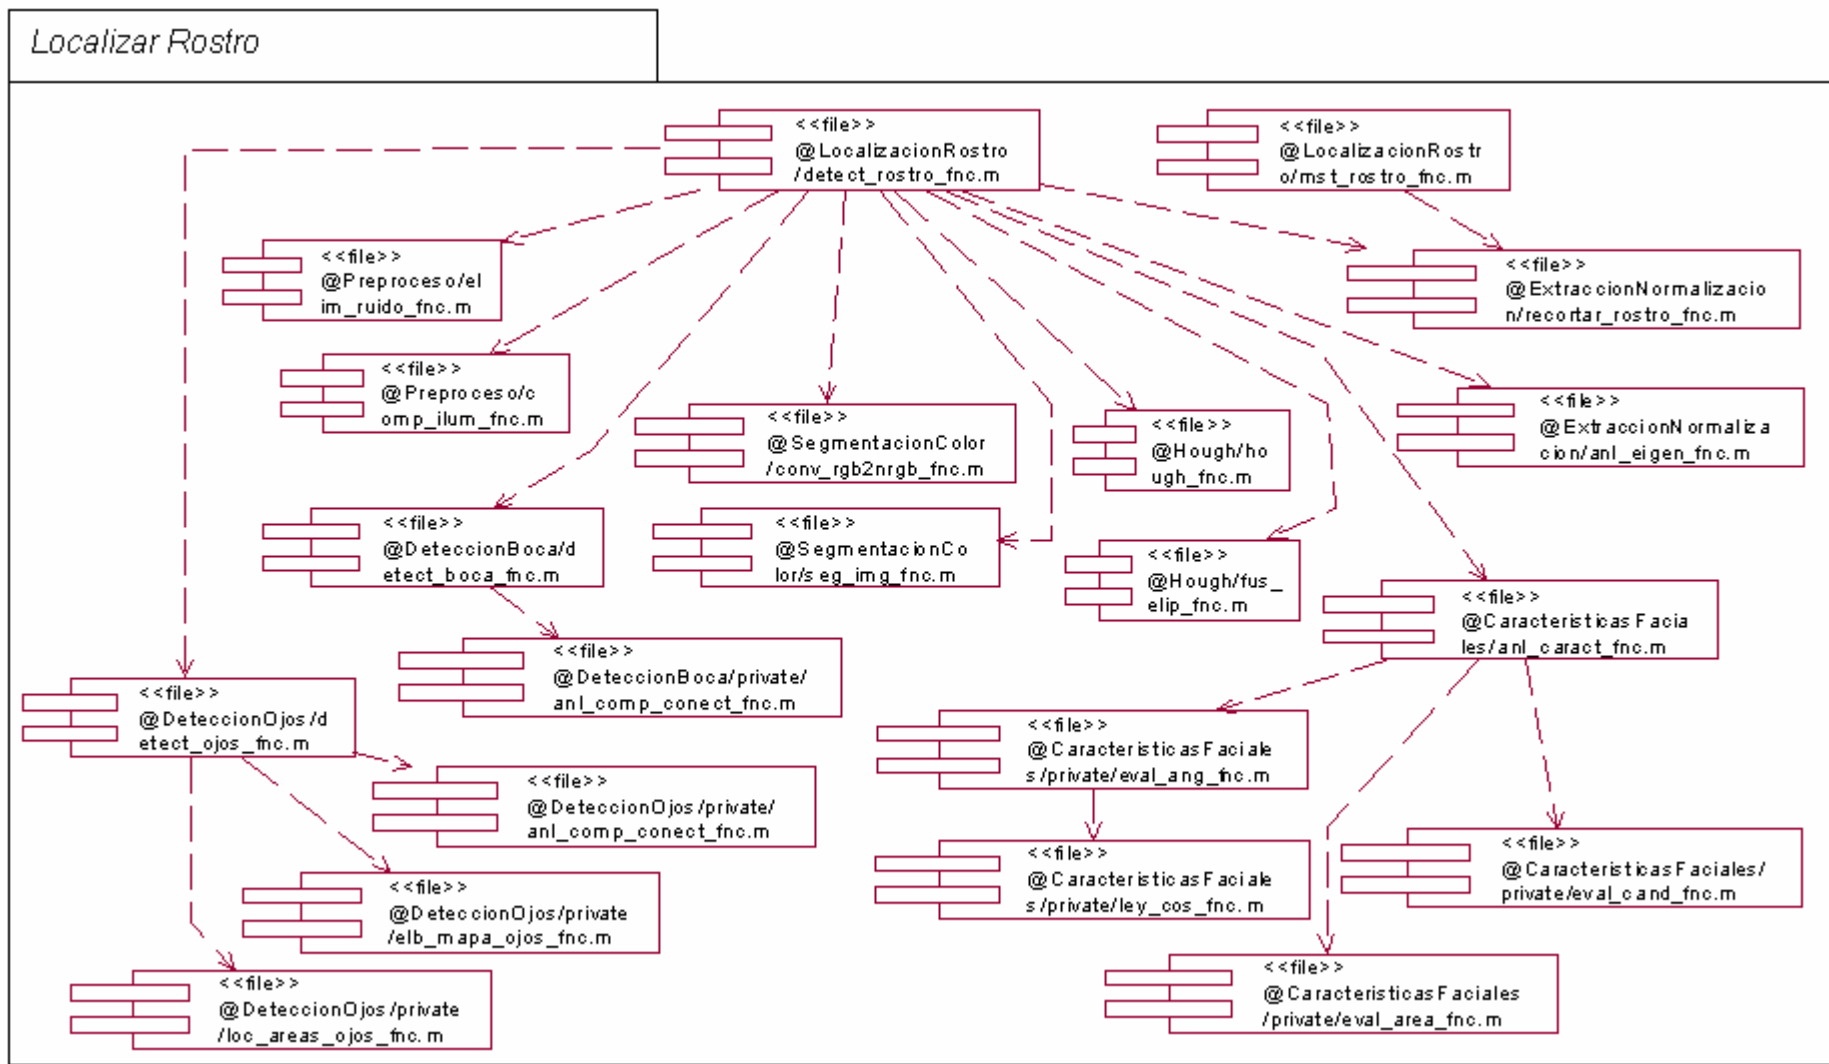 Localizar Rostro
<<file>>
@LocalizacionRostro
/detect_rostro_fnc.m
<<file>>
@LocalizacionRostr
o/mst_rostro_fnc.m
<<file>>
@Preproceso/el
im_ruido_fnc.m
<<file>>
@ExtraccionNormalizacio
n/recortar_rostro_fnc.m
<<file>>
@Preproceso/c
omp_ilum_fnc.m
<<file>>
@SegmentacionColor
/conv_rgb2nrgb_fnc.m
<<file>>
@Hough/ho
ugh_fnc.m
<<file>>
@ExtraccionNormaliza
cion/anl_eigen_fnc.m
<<file>>
@DeteccionBoca/d
etect_boca_fnc.m
<<file>>
@SegmentacionCo
lor/seg_img_fnc.m
<<file>>
@Hough/fus_
elip_fnc.m
<<file>>
@CaracteristicasFacia
les/anl_caract_fnc.m
<<file>>
@DeteccionBoca/private/
anl_comp_conect_fnc.m
<<file>>
@DeteccionOjos/d
etect_ojos_fnc.m
<<file>>
@CaracteristicasFaciale
s/private/eval_ang_fnc.m
<<file>>
@DeteccionOjos/private/
anl_comp_conect_fnc.m
<<file>>
@CaracteristicasFaciale
s/private/ley_cos_fnc.m
<<file>>
@CaracteristicasFaciales/
private/eval_cand_fnc.m
<<file>>
@DeteccionOjos/private
/elb_mapa_ojos_fnc.m
<<file>>
@CaracteristicasFaciales
/private/eval_area_fnc.m
<<file>>
@DeteccionOjos/private
/loc_areas_ojos_fnc.m